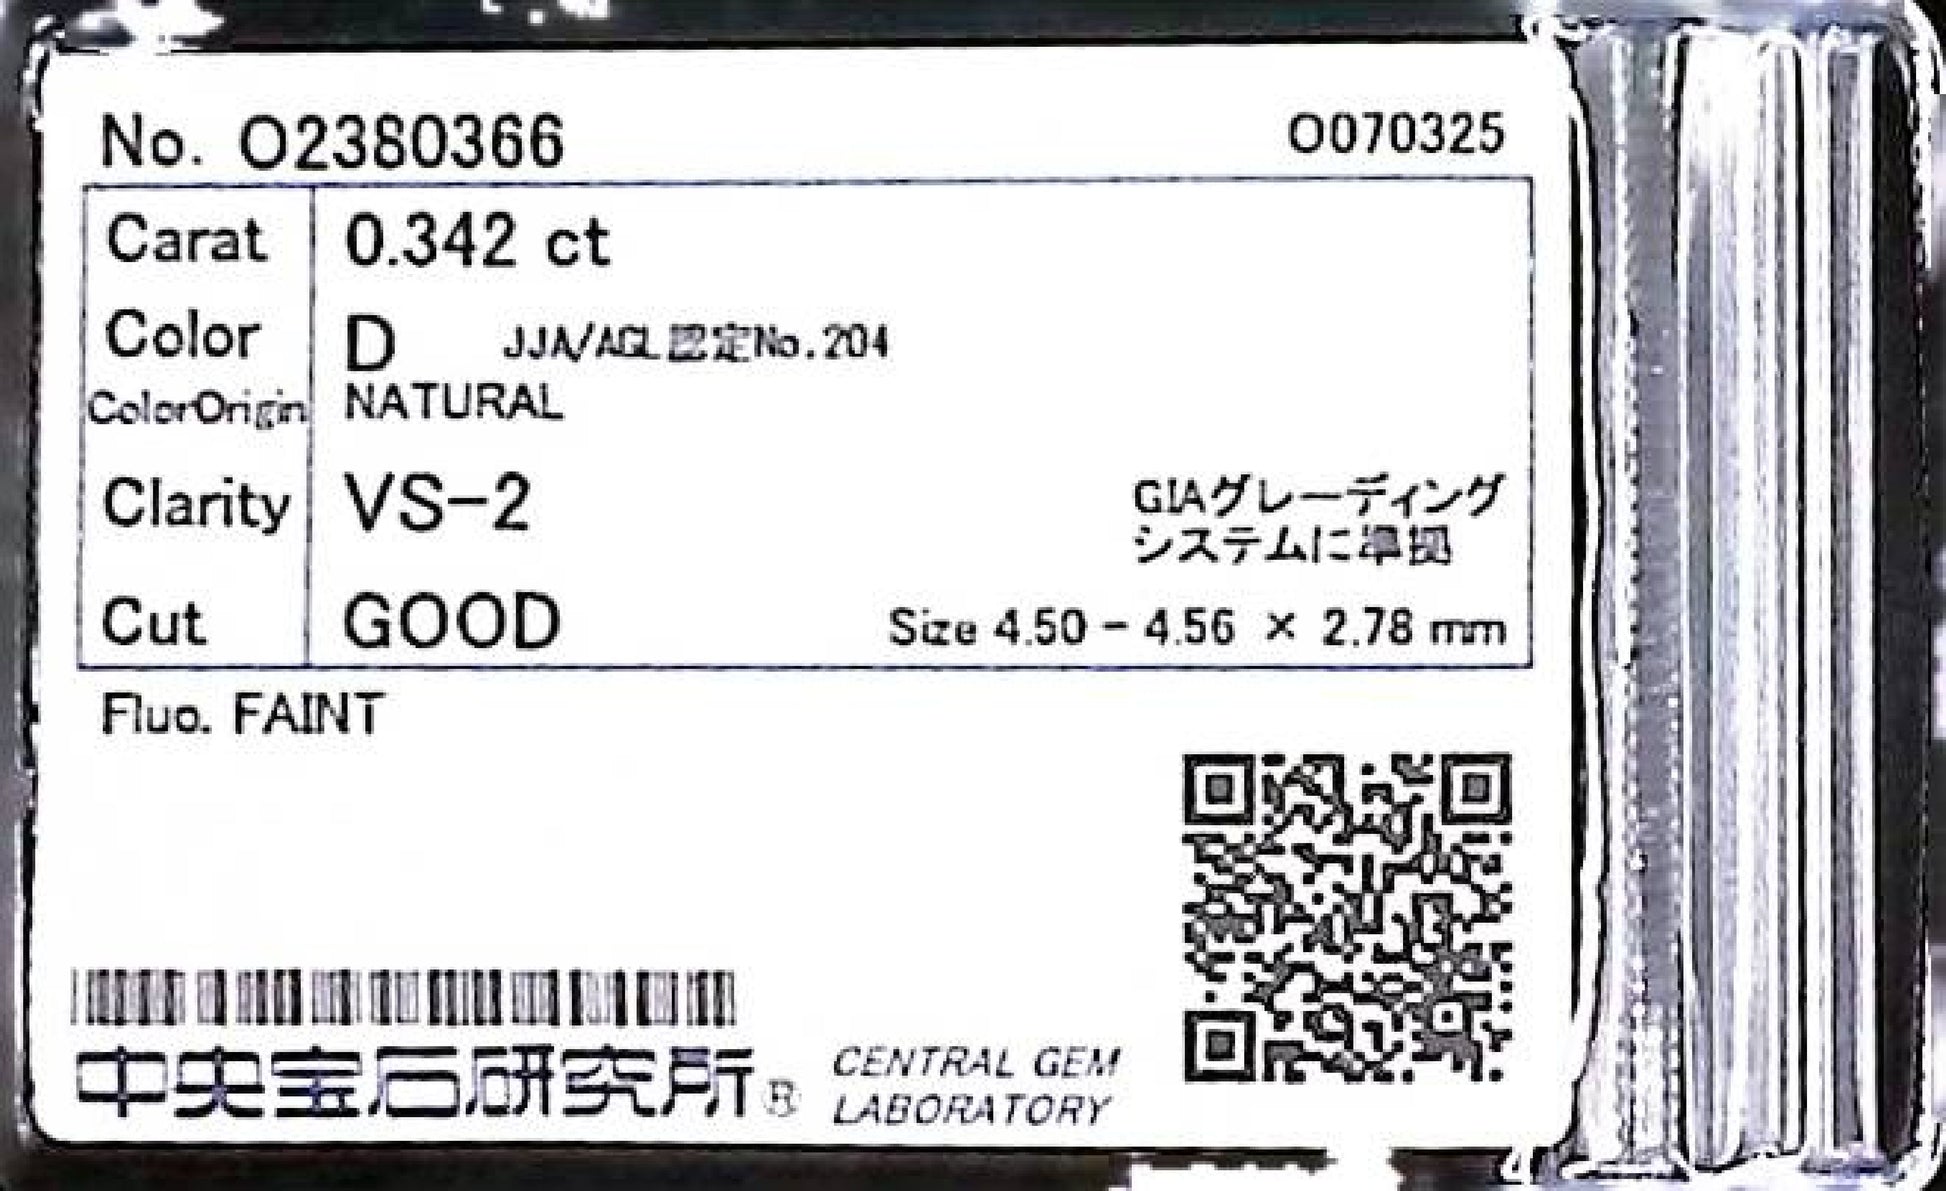 No. O2380366 O070325
Carat 0.342 ct
Color D JJA/AGL認定No.204
ColorOrigin NATURAL
Clarity VS-2 GIAグレーディング
システムに準拠
Cut GOOD Size 4.50 - 4.56 × 2.78 mm
Fluo. FAINT
中央宝石研究所® CENTRAL GEM
LABORATORY